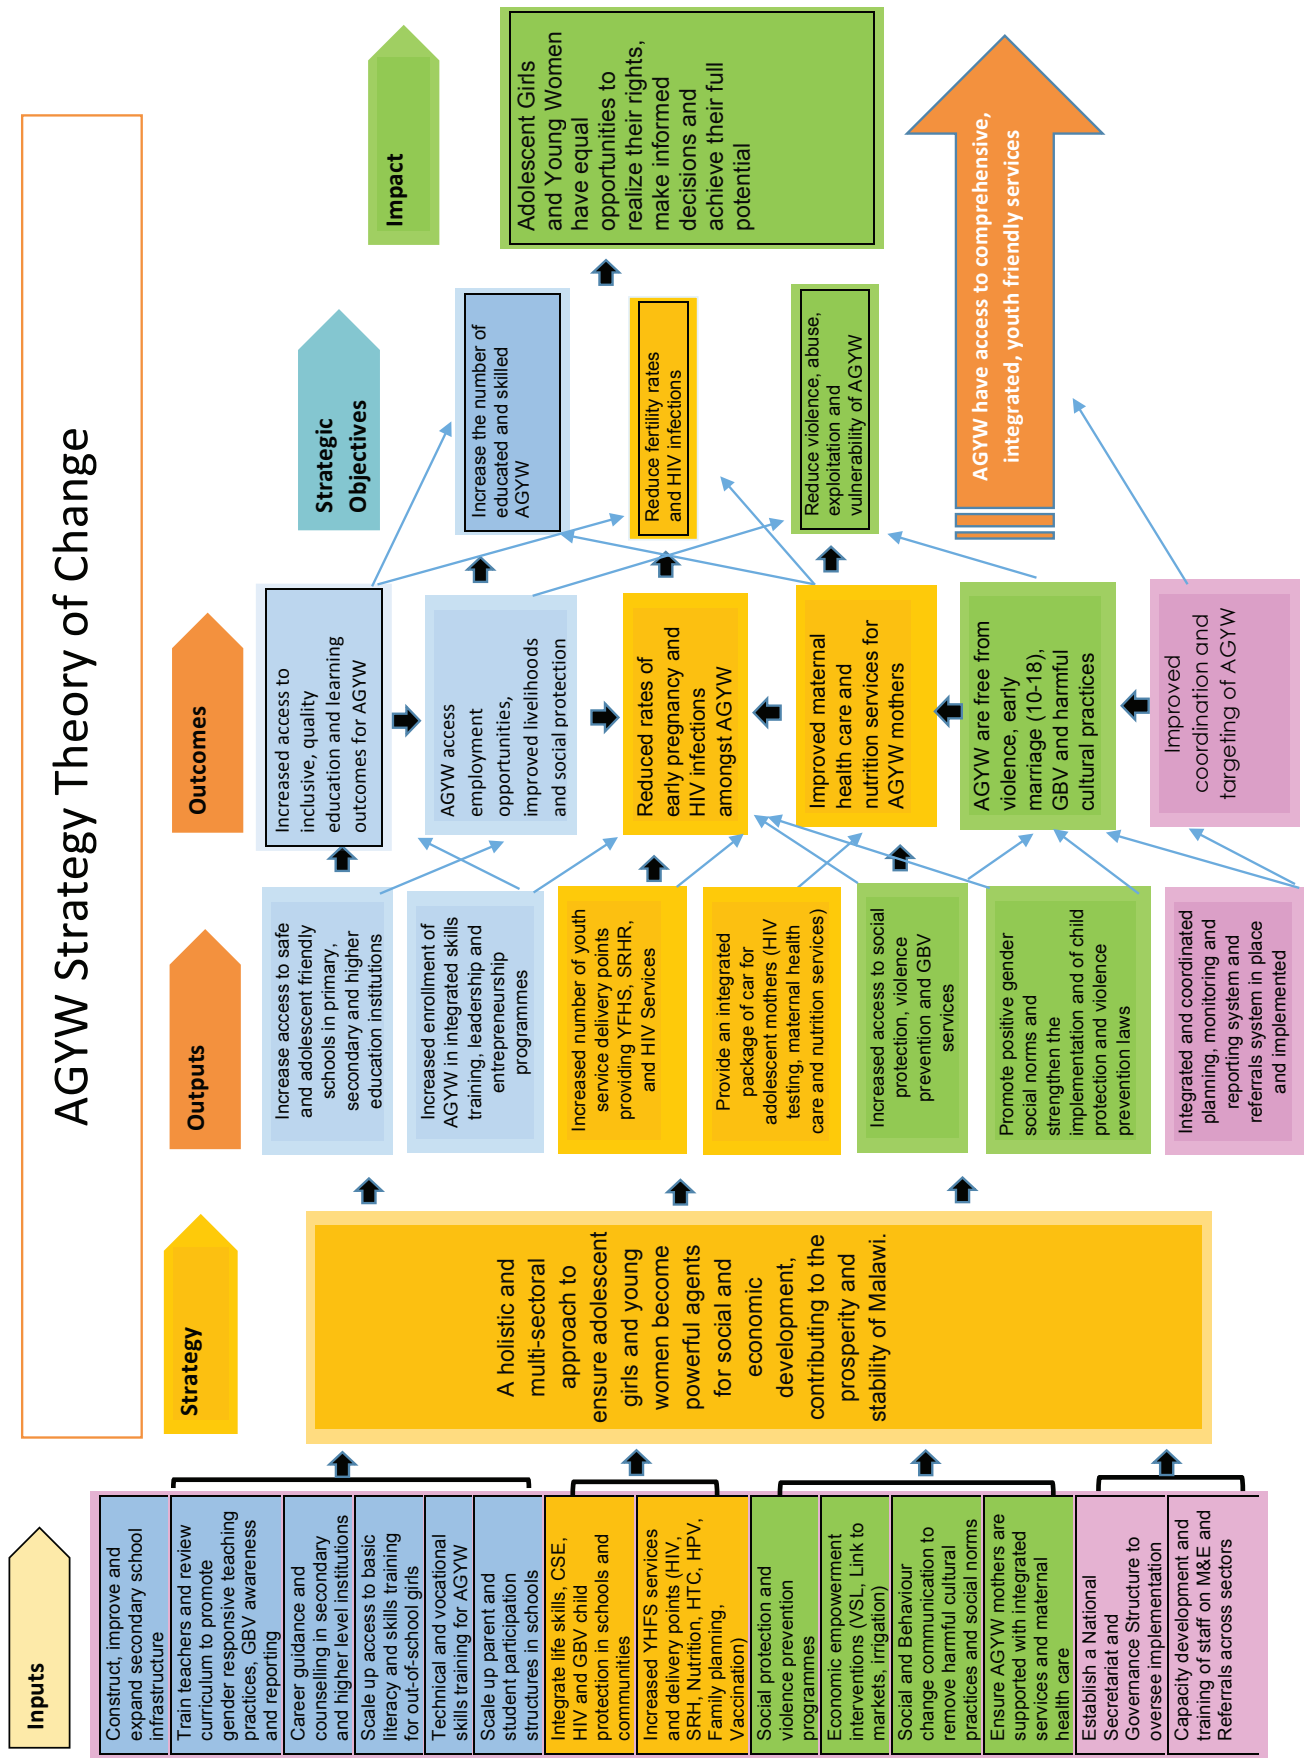 AGYW Strategy Theory of Change
Inputs
Strategy
Outputs
Outcomes
Strategic
Objectives
Impact
Construct, improve and
expand secondary school
infrastructure
Train teachers and review
curriculum to promote
gender responsive teaching
practices, GBV awareness
and reporting
Career guidance and
counselling in secondary
and higher level institutions
Scale up access to basic
literacy and skills training
for out-of-school girls
Technical and vocational
skills training for AGYW
Scale up parent and
student participation
structures in schools
Integrate life skills, CSE,
HIV and GBV child
protection in schools and
communities
Increased YHFS services
and delivery points (HIV,
SRH, Nutrition, HTC, HPV,
Family planning,
Vaccination)
Social protection and
violence prevention
programmes
Economic empowerment
interventions (VSL, Link to
markets, irrigation)
Social and Behaviour
change communication to
remove harmful cultural
practices and social norms
Ensure AGYW mothers are
supported with integrated
services and maternal
health care
Establish a National
Secretariat and
Governance Structure to
oversee implementation
Capacity development and
training of staff on M&E and
Referrals across sectors
A holistic and
multi-sectoral
approach to
ensure adolescent
girls and young
women become
powerful agents
for social and
economic
development,
contributing to the
prosperity and
stability of Malawi.
Increase access to safe
and adolescent friendly
schools in primary,
secondary and higher
education institutions
Increased enrollment of
AGYW in integrated skills
training, leadership and
entrepreneurship
programmes
Increased number of youth
service delivery points
providing YFHS, SRHR,
and HIV Services
Provide an integrated
package of car for
adolescent mothers (HIV
testing, maternal health
care and nutrition services)
Increased access to social
protection, violence
prevention and GBV
services
Promote positive gender
social norms and
strengthen the
implementation and of child
protection and violence
prevention laws
Integrated and coordinated
planning, monitoring and
reporting system and
referrals system in place
and implemented
Increased access to
inclusive, quality
education and learning
outcomes for AGYW
AGYW access
employment
opportunities,
improved livelihoods
and social protection
Reduced rates of
early pregnancy and
HIV infections
amongst AGYW
Improved maternal
health care and
nutrition services for
AGYW mothers
AGYW are free from
violence, early
marriage (10-18),
GBV and harmful
cultural practices
Improved
coordination and
targeting of AGYW
Increase the number of
educated and skilled
AGYW
Reduce fertility rates
and HIV infections
Reduce violence, abuse,
exploitation and
vulnerability of AGYW
Adolescent Girls
and Young Women
have equal
opportunities to
realize their rights,
make informed
decisions and
achieve their full
potential
AGYW have access to comprehensive,
integrated, youth friendly services